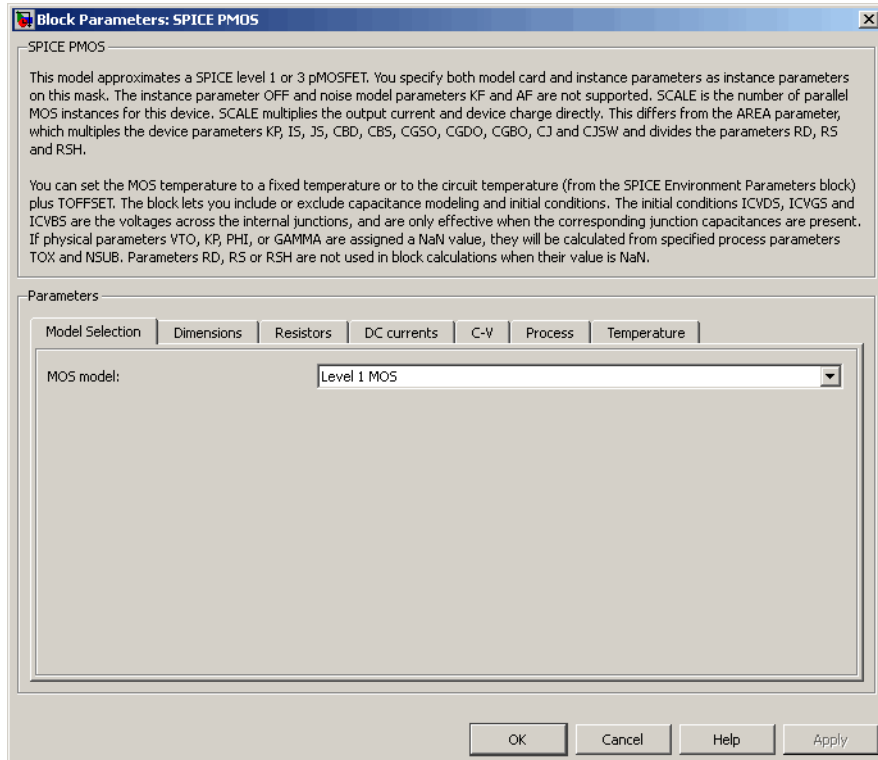 Block Parameters: SPICE PMOS
SPICE PMOS
This model approximates a SPICE level 1 or 3 pMOSFET. You specify both model card and instance parameters as instance parameters
on this mask. The instance parameter OFF and noise model parameters KF and AF are not supported. SCALE is the number of parallel
MOS instances for this device. SCALE multiplies the output current and device charge directly. This differs from the AREA parameter,
which multiples the device parameters KP, IS, JS, CBD, CBS, CGSO, CGDO, CGBO, CJ and CJSW and divides the parameters RD, RS
and RSH.
You can set the MOS temperature to a fixed temperature or to the circuit temperature (from the SPICE Environment Parameters block)
plus TOFFSET. The block lets you include or exclude capacitance modeling and initial conditions. The initial conditions ICVDS, ICVGS and
ICVBS are the voltages across the internal junctions, and are only effective when the corresponding junction capacitances are present.
If physical parameters VTO, KP, PHI, or GAMMA are assigned a NaN value, they will be calculated from specified process parameters
TOX and NSUB. Parameters RD, RS or RSH are not used in block calculations when their value is NaN.
Parameters
Model Selection Dimensions Resistors DC currents C-V Process Temperature
MOS model: Level 1 MOS
OK Cancel Help Apply